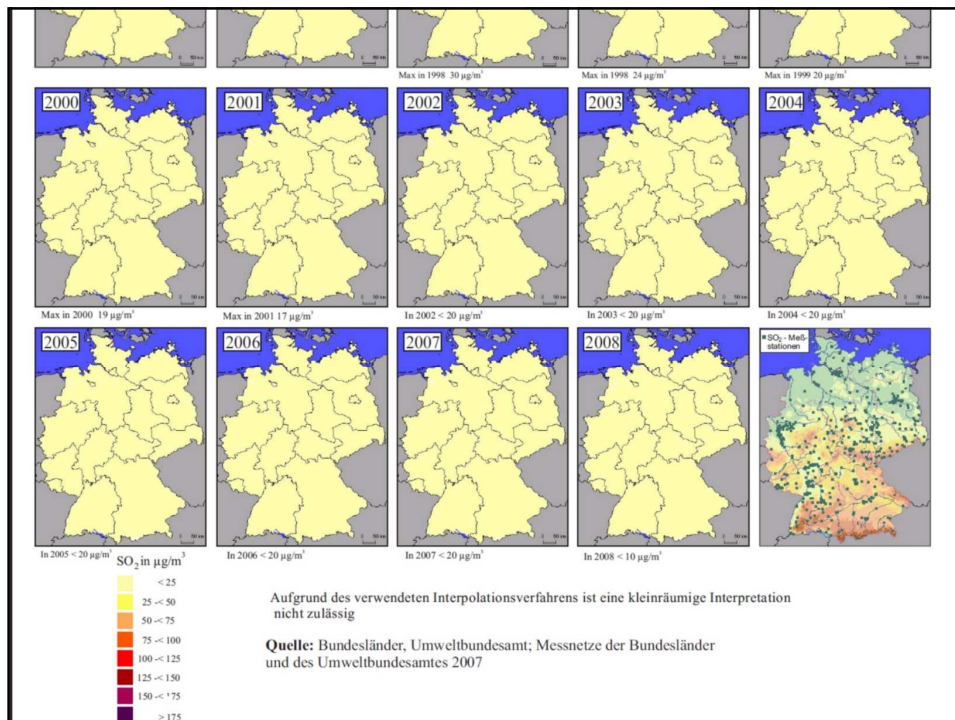 Max in 1998 30 µg/m³
Max in 1998 24 µg/m³
Max in 1999 20 µg/m³
2000
2001
2002
2003
2004
Max in 2000 19 µg/m³
Max in 2001 17 µg/m³
In 2002 < 20 µg/m³
In 2003 < 20 µg/m³
In 2004 < 20 µg/m³
2005
2006
2007
2008
SO₂ - Meß-
stationen
In 2005 < 20 µg/m³
In 2006 < 20 µg/m³
In 2007 < 20 µg/m³
In 2008 < 10 µg/m³
SO₂ in µg/m³
< 25
25 -< 50
50 -< 75
75 -< 100
100 -< 125
125 -< 150
150 -< 175
> 175
Aufgrund des verwendeten Interpolationsverfahrens ist eine kleinräumige Interpretation
nicht zulässig
Quelle: Bundesländer, Umweltbundesamt; Messnetze der Bundesländer
und des Umweltbundesamtes 2007